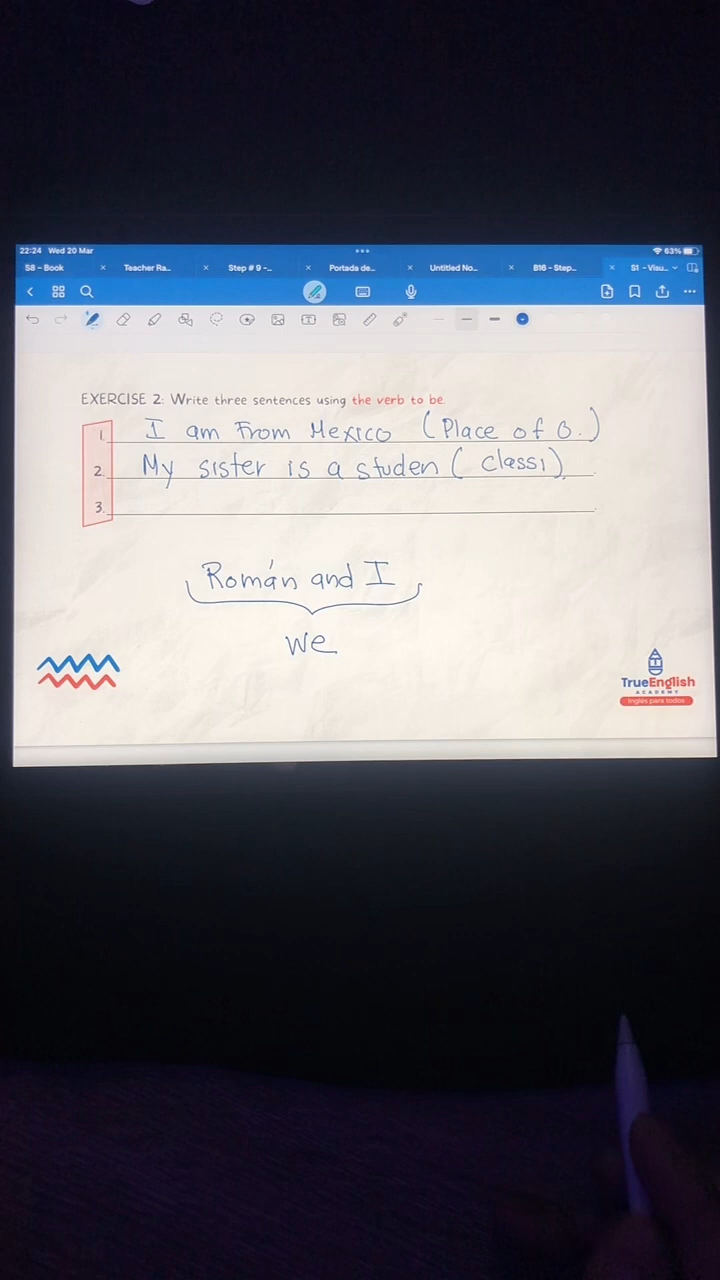 22:24 Wed 20 Mar
63%
S8 – Book
Teacher Ra...
Step # 9 -...
Portada de...
Untitled No...
B16 – Step...
S1 - Visu...
EXERCISE 2: Write three sentences using the verb to be.
1. I am From Mexico (Place of O.)
2. My sister is a studen (classi).
3.
Román and I
we
TrueEnglish
ACADEMY
Inglés para todos